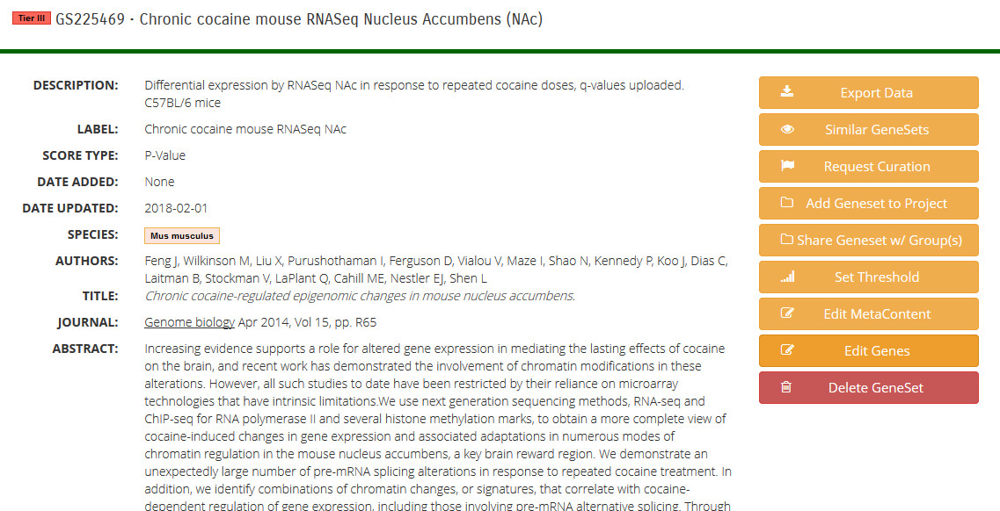 Tier III GS225469 · Chronic cocaine mouse RNASeq Nucleus Accumbens (NAc)
DESCRIPTION: Differential expression by RNASeq NAc in response to repeated cocaine doses, q-values uploaded.
C57BL/6 mice
LABEL: Chronic cocaine mouse RNASeq NAc
SCORE TYPE: P-Value
DATE ADDED: None
DATE UPDATED: 2018-02-01
SPECIES: Mus musculus
AUTHORS: Feng J, Wilkinson M, Liu X, Purushothaman I, Ferguson D, Vialou V, Maze I, Shao N, Kennedy P, Koo J, Dias C,
Laitman B, Stockman V, LaPlant Q, Cahill ME, Nestler EJ, Shen L
TITLE: Chronic cocaine-regulated epigenomic changes in mouse nucleus accumbens.
JOURNAL: Genome biology Apr 2014, Vol 15, pp. R65
ABSTRACT: Increasing evidence supports a role for altered gene expression in mediating the lasting effects of cocaine
on the brain, and recent work has demonstrated the involvement of chromatin modifications in these
alterations. However, all such studies to date have been restricted by their reliance on microarray
technologies that have intrinsic limitations.We use next generation sequencing methods, RNA-seq and
ChIP-seq for RNA polymerase II and several histone methylation marks, to obtain a more complete view of
cocaine-induced changes in gene expression and associated adaptations in numerous modes of
chromatin regulation in the mouse nucleus accumbens, a key brain reward region. We demonstrate an
unexpectedly large number of pre-mRNA splicing alterations in response to repeated cocaine treatment. In
addition, we identify combinations of chromatin changes, or signatures, that correlate with cocaine-
dependent regulation of gene expression, including those involving pre-mRNA alternative splicing. Through
Export Data
Similar GeneSets
Request Curation
Add Geneset to Project
Share Geneset w/ Group(s)
Set Threshold
Edit MetaContent
Edit Genes
Delete GeneSet